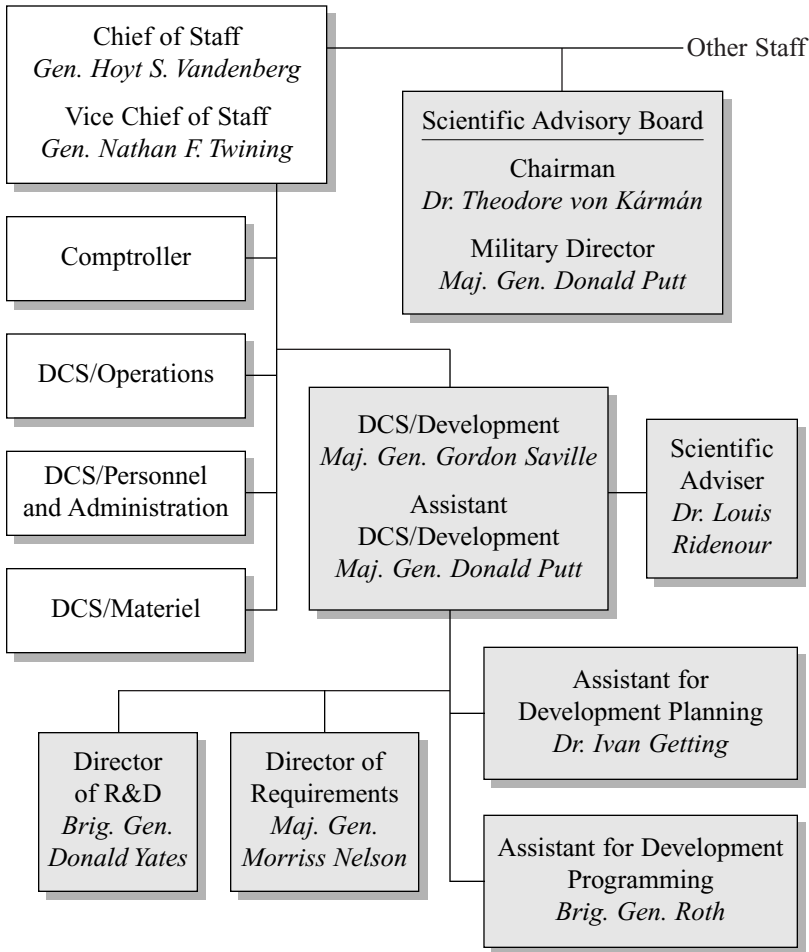 Chief of Staff
Gen. Hoyt S. Vandenberg
Vice Chief of Staff
Gen. Nathan F. Twining
Other Staff
Scientific Advisory Board
Chairman
Dr. Theodore von Kármán
Military Director
Maj. Gen. Donald Putt
Comptroller
DCS/Operations
DCS/Personnel
and Administration
DCS/Materiel
DCS/Development
Maj. Gen. Gordon Saville
Assistant
DCS/Development
Maj. Gen. Donald Putt
Scientific
Adviser
Dr. Louis
Ridenour
Assistant for
Development Planning
Dr. Ivan Getting
Director
of R&D
Brig. Gen.
Donald Yates
Director of
Requirements
Maj. Gen.
Morriss Nelson
Assistant for Development
Programming
Brig. Gen. Roth